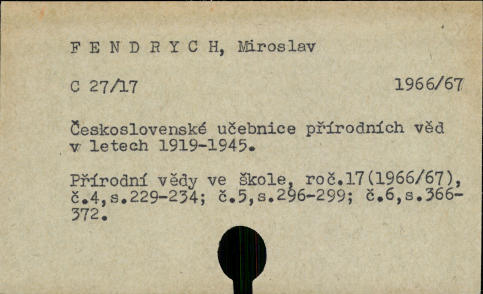 F E N D R Y C H, Miroslav
C 27/17 1966/67
Československé učebnice přírodních věd
v letech 1919-1945.
Přírodní vědy ve škole, roč.17(1966/67),
č.4,s.229-234; č.5,s.296-299; č.6,s.366-
372.